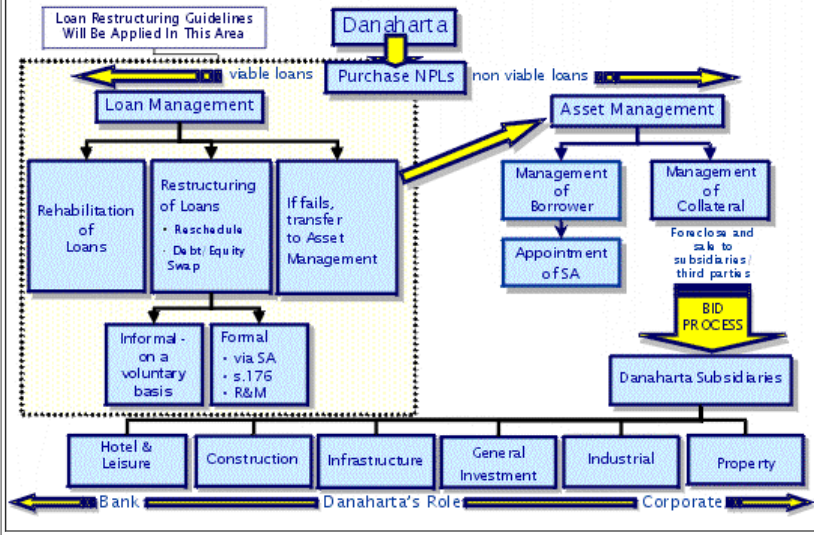 Loan Restructuring Guidelines
Will Be Applied In This Area
Danaharta
Purchase NPLs
viable loans
non viable loans
Loan Management
Asset Management
Rehabilitation
of
Loans
Restructuring
of Loans
• Reschedule
· Debt/Equity
Swap
If fails,
transfer
to Asset
Management
Management
of
Borrower
Management
of
Collateral
Appointment
of SA
Foreclose and
sale to
subsidiaries/
third parties
BID
PROCESS
Informal -
on a
voluntary
basis
Formal
• via SA
• s.176
• R&M
Danaharta Subsidiaries
Hotel &
Leisure
Construction
Infrastructure
General
Investment
Industrial
Property
Bank
Danaharta's Role
Corporate